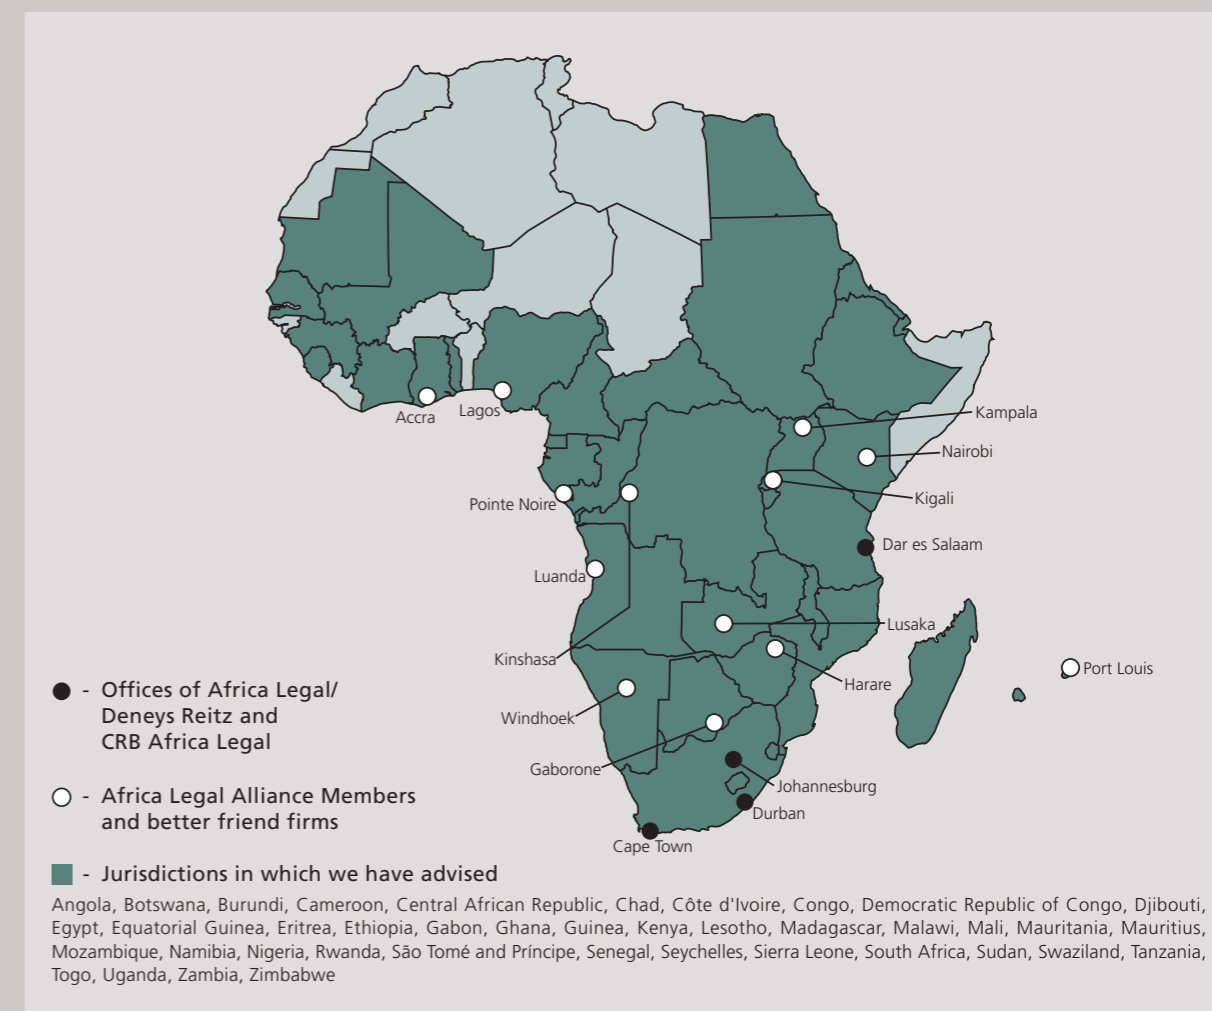 Accra
Lagos
Kampala
Nairobi
Pointe Noire
Kigali
Dar es Salaam
Luanda
Lusaka
Kinshasa
Port Louis
Harare
Windhoek
Gaborone
Johannesburg
Durban
Cape Town
- Offices of Africa Legal/
Deneys Reitz and
CRB Africa Legal
- Africa Legal Alliance Members
and better friend firms
- Jurisdictions in which we have advised
Angola, Botswana, Burundi, Cameroon, Central African Republic, Chad, Côte d'Ivoire, Congo, Democratic Republic of Congo, Djibouti,
Egypt, Equatorial Guinea, Eritrea, Ethiopia, Gabon, Ghana, Guinea, Kenya, Lesotho, Madagascar, Malawi, Mali, Mauritania, Mauritius,
Mozambique, Namibia, Nigeria, Rwanda, São Tomé and Príncipe, Senegal, Seychelles, Sierra Leone, South Africa, Sudan, Swaziland, Tanzania,
Togo, Uganda, Zambia, Zimbabwe